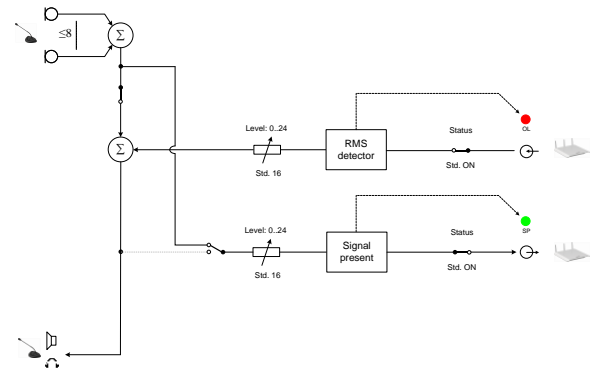 ≤8
Σ
Level: 0..24
Status
OL
Σ
RMS
detector
Std. 16
Std. ON
Level: 0..24
Status
SP
Signal
present
Std. 16
Std. ON